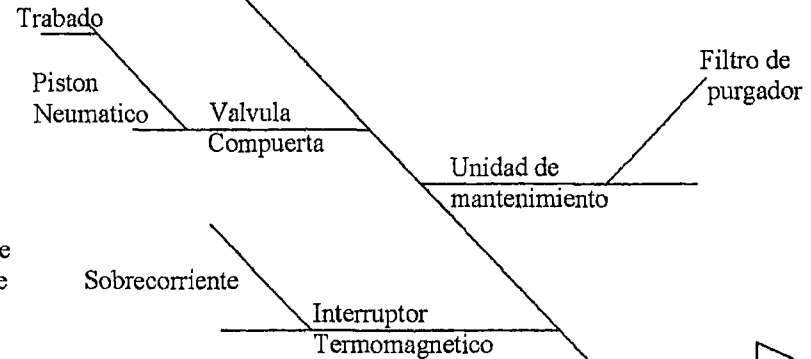 Trabado
Filtro de
purgador
Piston
Neumatico
Valvula
Compuerta
Unidad de
mantenimiento
e
e
Sobrecorriente
Interruptor
Termomagnetico